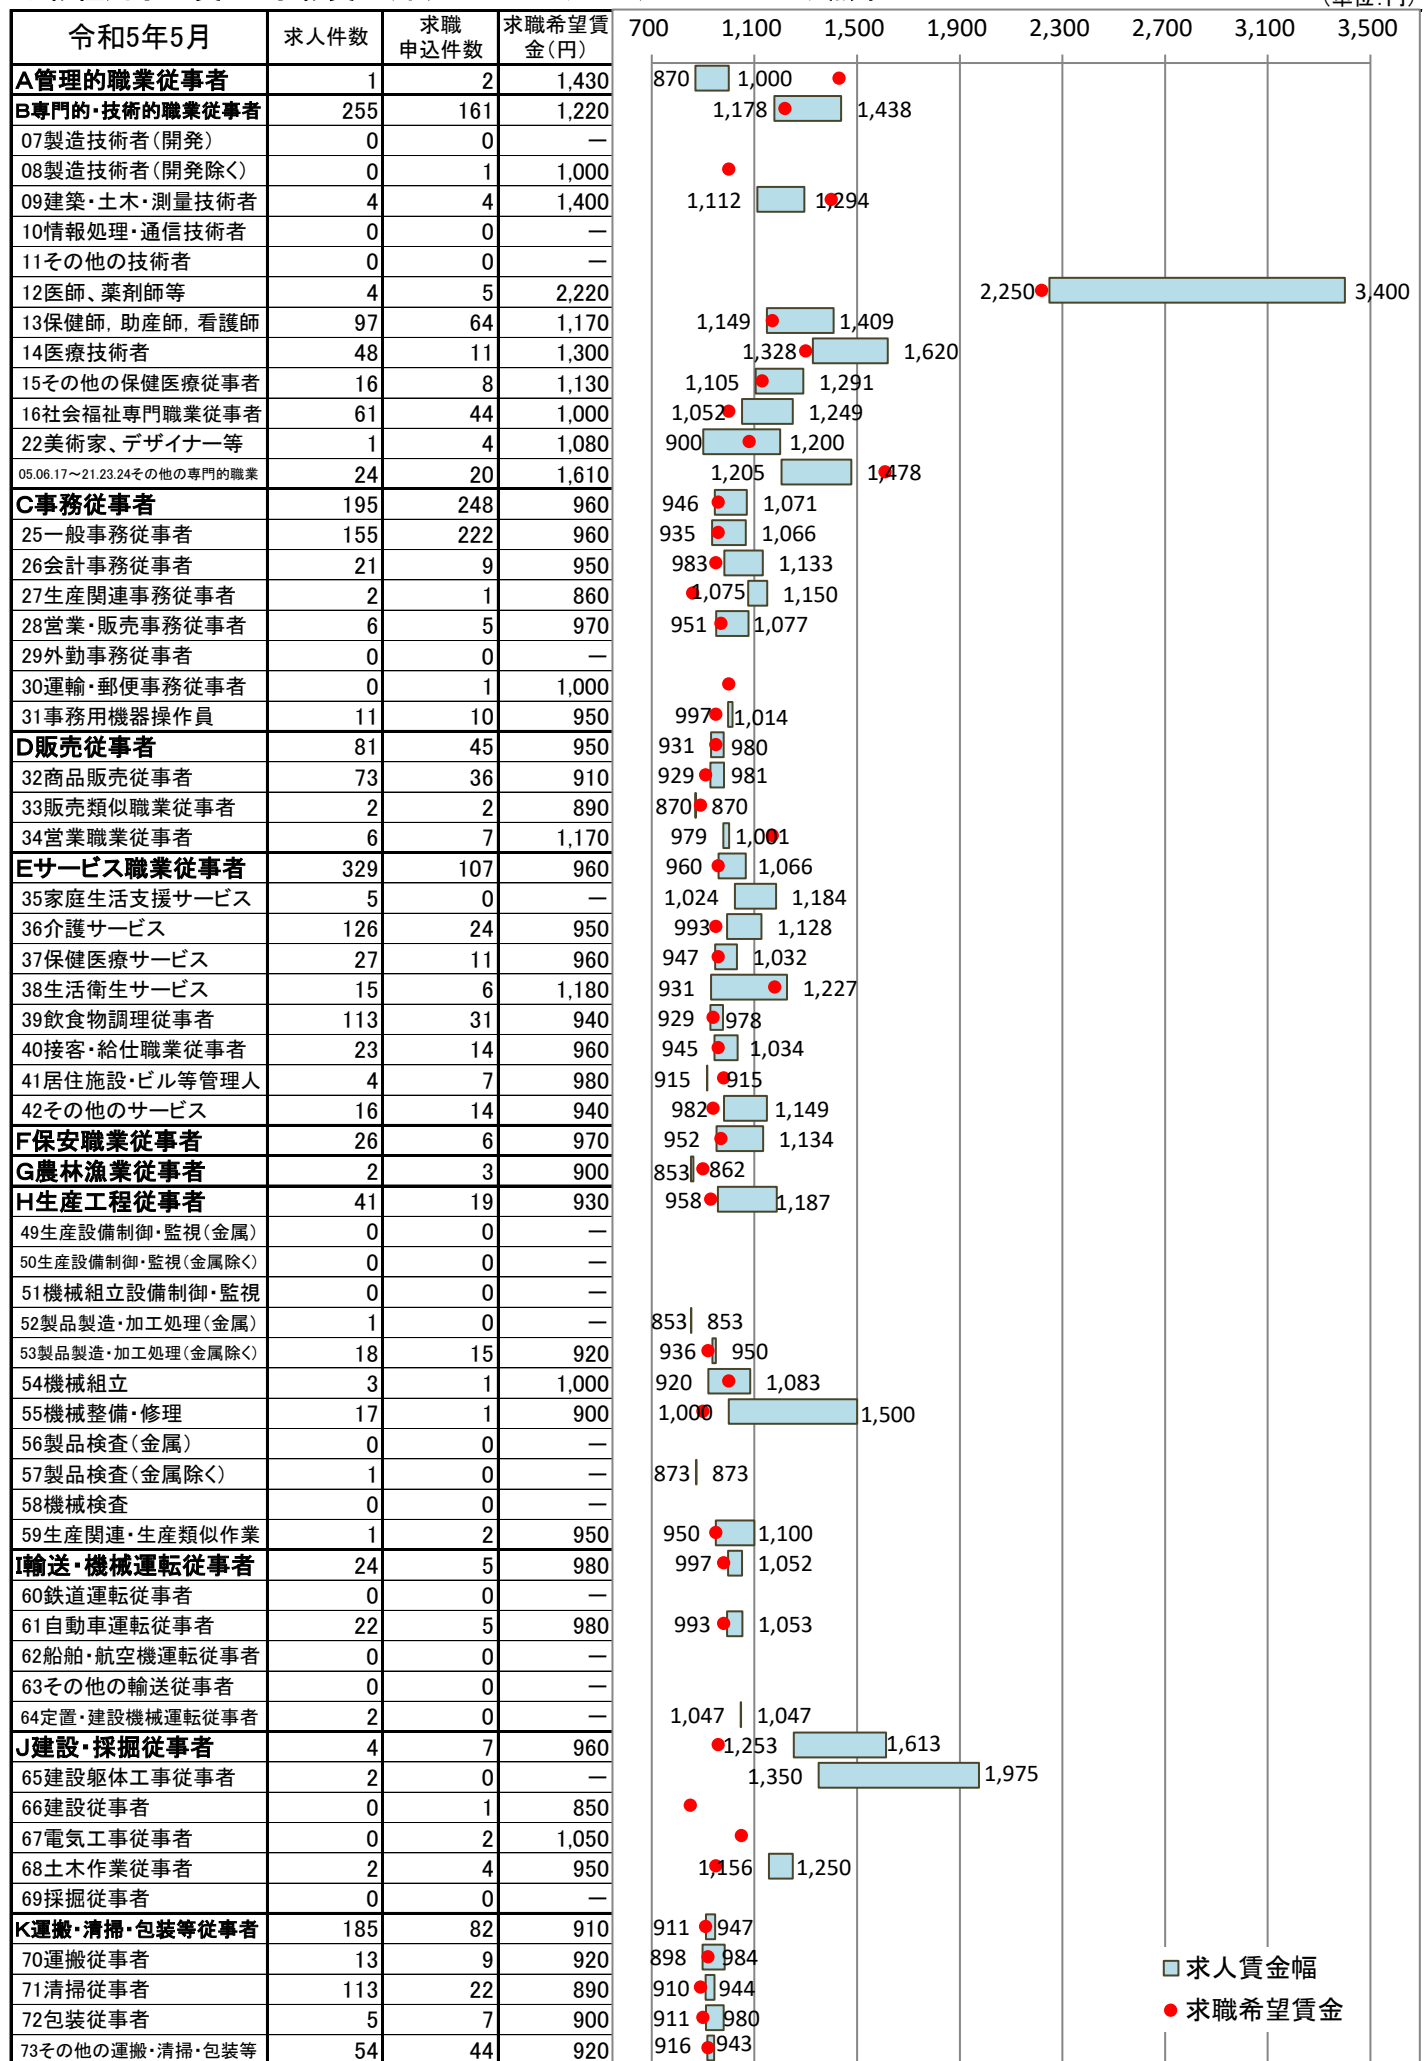 (単位:円)
令和5年5月 求人件数 求職申込件数 求職希望賃金(円) 700 1,100 1,500 1,900 2,300 2,700 3,100 3,500
A管理的職業従事者 1 2 1,430 870 1,000
B専門的・技術的職業従事者 255 161 1,220 1,178 1,438
07製造技術者(開発) 0 0 ―
08製造技術者(開発除く) 0 1 1,000
09建築・土木・測量技術者 4 4 1,400 1,112 1,294
10情報処理・通信技術者 0 0 ―
11その他の技術者 0 0 ―
12医師、薬剤師等 4 5 2,220 2,250 3,400
13保健師,助産師,看護師 97 64 1,170 1,149 1,409
14医療技術者 48 11 1,300 1,328 1,620
15その他の保健医療従事者 16 8 1,130 1,105 1,291
16社会福祉専門職業従事者 61 44 1,000 1,052 1,249
22美術家、デザイナー等 1 4 1,080 900 1,200
05.06.17～21.23.24その他の専門的職業 24 20 1,610 1,205 1,478
C事務従事者 195 248 960 946 1,071
25一般事務従事者 155 222 960 935 1,066
26会計事務従事者 21 9 950 983 1,133
27生産関連事務従事者 2 1 860 1,075 1,150
28営業・販売事務従事者 6 5 970 951 1,077
29外勤事務従事者 0 0 ―
30運輸・郵便事務従事者 0 1 1,000
31事務用機器操作員 11 10 950 997 1,014
D販売従事者 81 45 950 931 980
32商品販売従事者 73 36 910 929 981
33販売類似職業従事者 2 2 890 870 870
34営業職業従事者 6 7 1,170 979 1,001
Eサービス職業従事者 329 107 960 960 1,066
35家庭生活支援サービス 5 0 ― 1,024 1,184
36介護サービス 126 24 950 993 1,128
37保健医療サービス 27 11 960 947 1,032
38生活衛生サービス 15 6 1,180 931 1,227
39飲食物調理従事者 113 31 940 929 978
40接客・給仕職業従事者 23 14 960 945 1,034
41居住施設・ビル等管理人 4 7 980 915 915
42その他のサービス 16 14 940 982 1,149
F保安職業従事者 26 6 970 952 1,134
G農林漁業従事者 2 3 900 853 862
H生産工程従事者 41 19 930 958 1,187
49生産設備制御・監視(金属) 0 0 ―
50生産設備制御・監視(金属除く) 0 0 ―
51機械組立設備制御・監視 0 0 ―
52製品製造・加工処理(金属) 1 0 ― 853 853
53製品製造・加工処理(金属除く) 18 15 920 936 950
54機械組立 3 1 1,000 920 1,083
55機械整備・修理 17 1 900 1,000 1,500
56製品検査(金属) 0 0 ―
57製品検査(金属除く) 1 0 ― 873 873
58機械検査 0 0 ―
59生産関連・生産類似作業 1 2 950 950 1,100
I輸送・機械運転従事者 24 5 980 997 1,052
60鉄道運転従事者 0 0 ―
61自動車運転従事者 22 5 980 993 1,053
62船舶・航空機運転従事者 0 0 ―
63その他の輸送従事者 0 0 ―
64定置・建設機械運転従事者 2 0 ― 1,047 1,047
J建設・採掘従事者 4 7 960 1,253 1,613
65建設躯体工事従事者 2 0 ― 1,350 1,975
66建設従事者 0 1 850
67電気工事従事者 0 2 1,050
68土木作業従事者 2 4 950 1,156 1,250
69採掘従事者 0 0 ―
K運搬・清掃・包装等従事者 185 82 910 911 947
70運搬従事者 13 9 920 898 984
71清掃従事者 113 22 890 910 944
72包装従事者 5 7 900 911 980
73その他の運搬・清掃・包装等 54 44 920 916 943
求人賃金幅
求職希望賃金